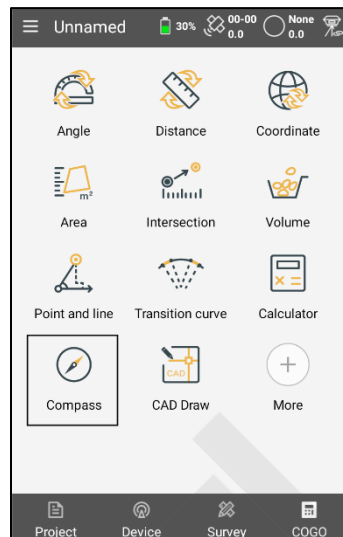 Unnamed 30% 00-00 None
0.0 0.0
Angle Distance Coordinate
m²
Area Intersection Volume
Point and line Transition curve Calculator
CAD
Compass CAD Draw More
Project Device Survey COGO